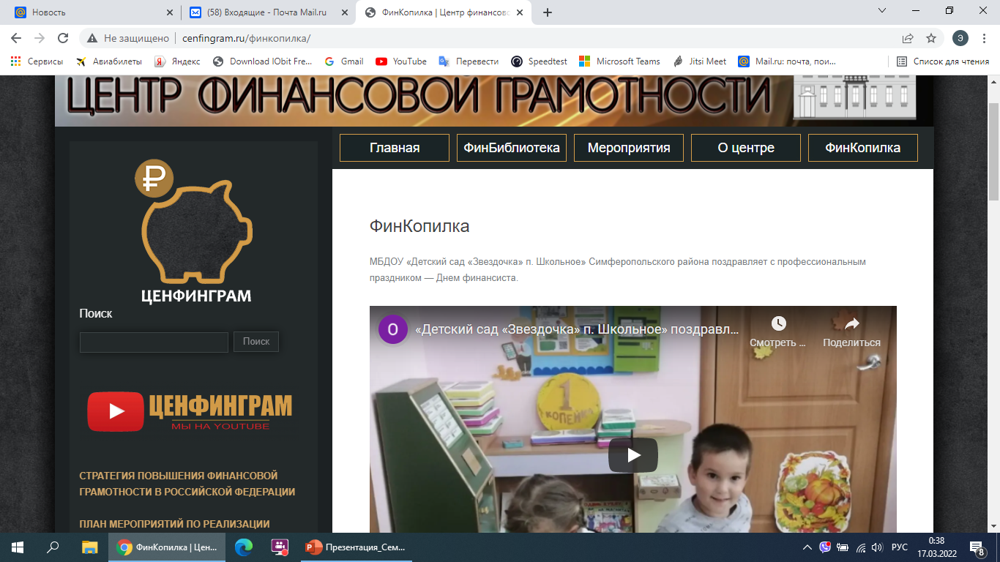 Новость
(58) Входящие - Почта Mail.ru
ФинКопилка | Центр финансово
Не защищено | cenfingram.ru/финкопилка/
Э
Сервисы
Авиабилеты
Яндекс
Download IObit Fre...
Gmail
YouTube
Перевести
Speedtest
Microsoft Teams
Jitsi Meet
Mail.ru: почта, пои...
Список для чтения
ЦЕНТР ФИНАНСОВОЙ ГРАМОТНОСТИ
Главная
ФинБиблиотека
Мероприятия
О центре
ФинКопилка
ЦЕНФИНГРАМ
Поиск
Поиск
ЦЕНФИНГРАМ
МЫ НА YOUTUBE
СТРАТЕГИЯ ПОВЫШЕНИЯ ФИНАНСОВОЙ
ГРАМОТНОСТИ В РОССИЙСКОЙ ФЕДЕРАЦИИ
ПЛАН МЕРОПРИЯТИЙ ПО РЕАЛИЗАЦИИ
ФинКопилка
МБДОУ «Детский сад «Звездочка» п. Школьное» Симферопольского района поздравляет с профессиональным
праздником — Днем финансиста.
О
«Детский сад «Звездочка» п. Школьное» поздравл...
Смотреть ...
Поделиться
1
КОПЕЙКА
ФинКопилка | Цен...
Презентация_Сем...
РУС
0:38
17.03.2022
8